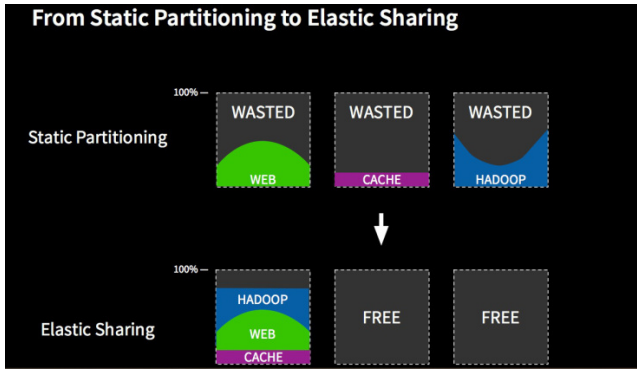 From Static Partitioning to Elastic Sharing
100%
WASTED WASTED WASTED
Static Partitioning
WEB CACHE HADOOP
100%
HADOOP
FREE FREE
Elastic Sharing
WEB
CACHE